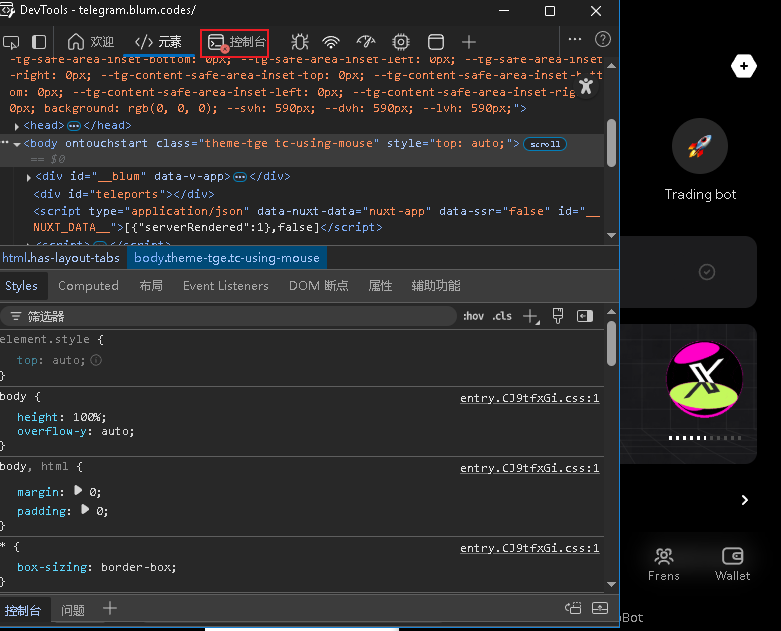 DevTools - telegram.blum.codes/
欢迎
元素
控制台
-tg-safe-area-inset-bottom: 0px; --tg-safe-area-inset-left: 0px; --tg-safe-area-inset
-right: 0px; --tg-content-safe-area-inset-top: 0px; --tg-content-safe-area-inset-
om: 0px; --tg-content-safe-area-inset-left: 0px; --tg-content-safe-area-inset-
0px; background: rgb(0, 0, 0); --svh: 590px; --dvh: 590px; --lvh: 590px;">
<head>…</head>
<body ontouchstart class="theme-tge tc-using-mouse" style="top: auto;"> scroll
== $0
<div id="__blum" data-v-app>…</div>
<div id="teleports"></div>
<script type="application/json" data-nuxt-data="nuxt-app" data-ssr="false" id="__
NUXT_DATA__">[{"serverRendered":1},false]</script>
<script>…</script>
html.has-layout-tabs
body.theme-tge.tc-using-mouse
Styles
Computed
布局
Event Listeners
DOM 断点
属性
辅助功能
筛选器
:hov
.cls
element.style {
top: auto;
}
body {
entry.CJ9tfxGi.css:1
height: 100%;
overflow-y: auto;
}
body, html {
entry.CJ9tfxGi.css:1
margin: 0;
padding: 0;
}
* {
entry.CJ9tfxGi.css:1
box-sizing: border-box;
}
控制台
问题
Trading bot
Frens
Wallet
Bot